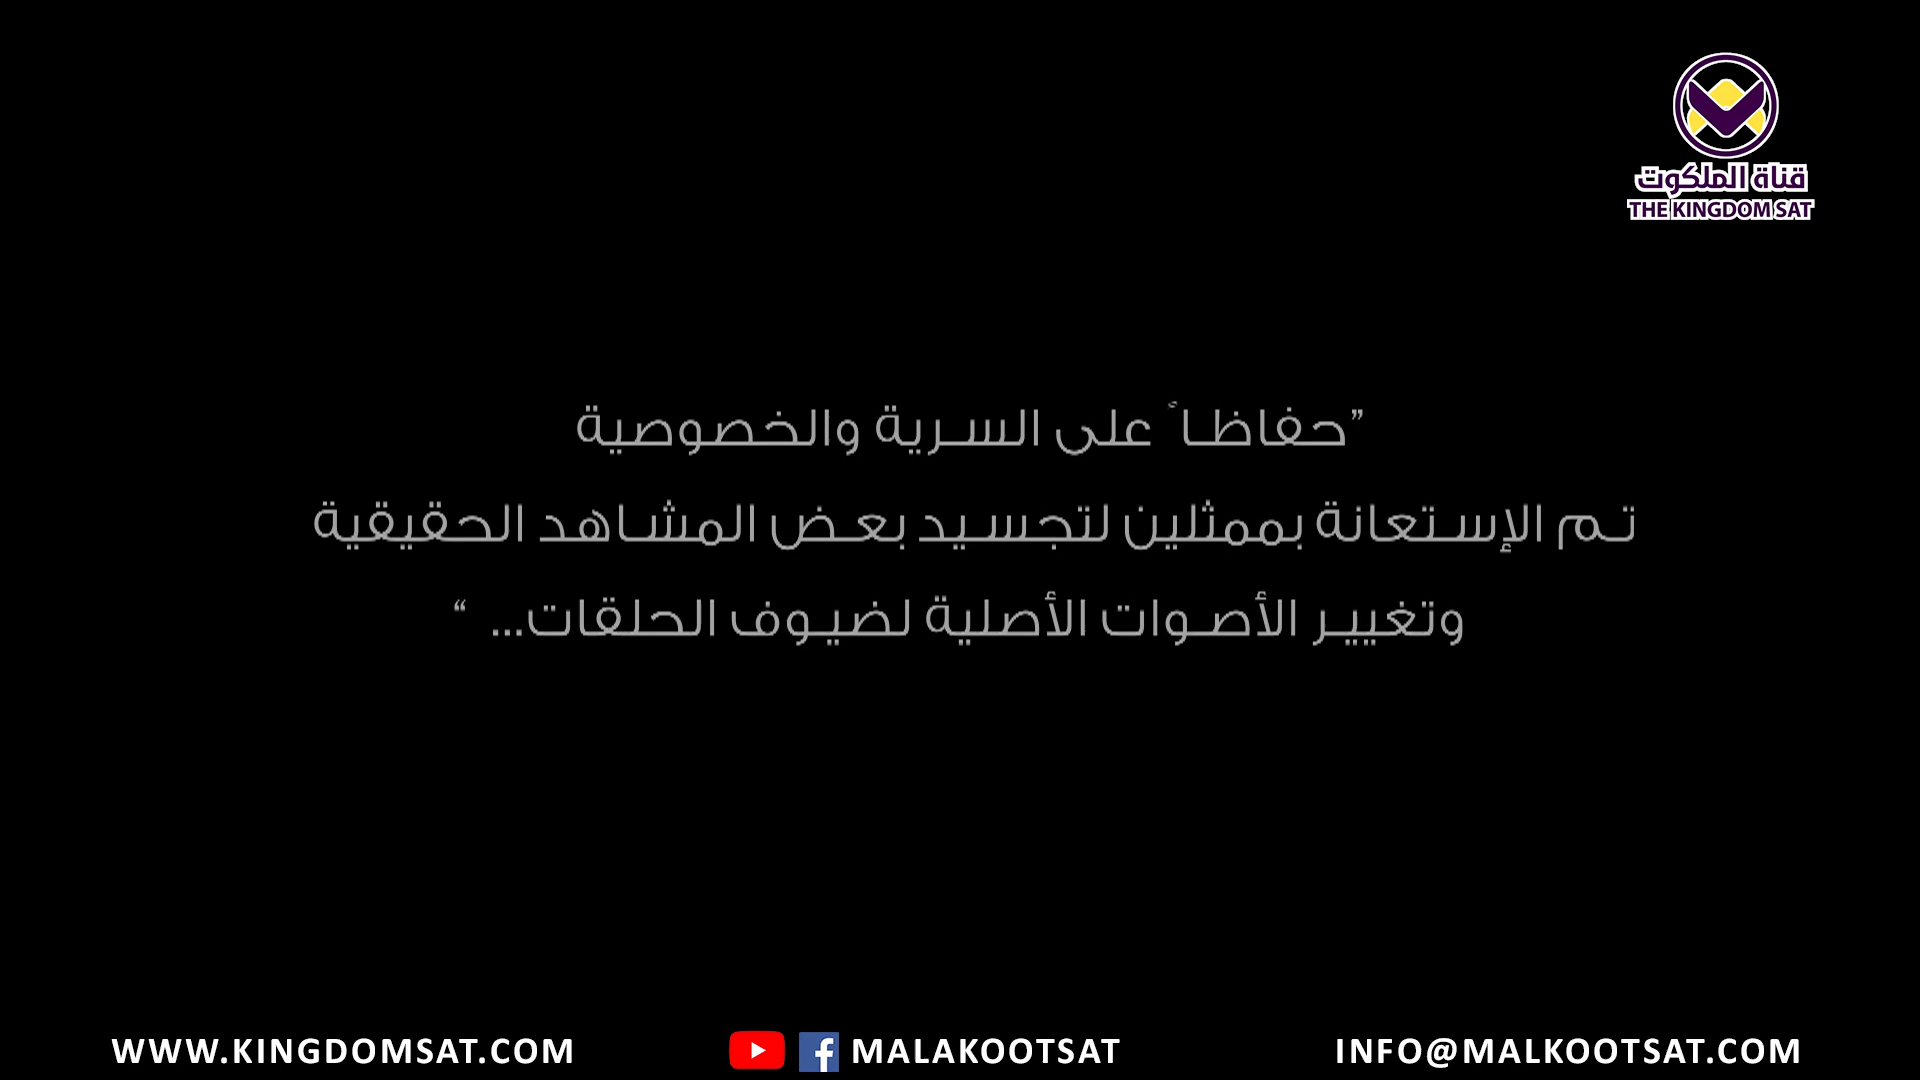 قناة الملكوت
THE KINGDOM SAT
"حفاظاً على السرية والخصوصية
تم الإستعانة بممثلين لتجسيد بعض المشاهد الحقيقية
وتغيير الأصوات الأصلية لضيوف الحلقات... "
WWW.KINGDOMSAT.COM
MALAKOOTSAT
INFO@MALKOOTSAT.COM